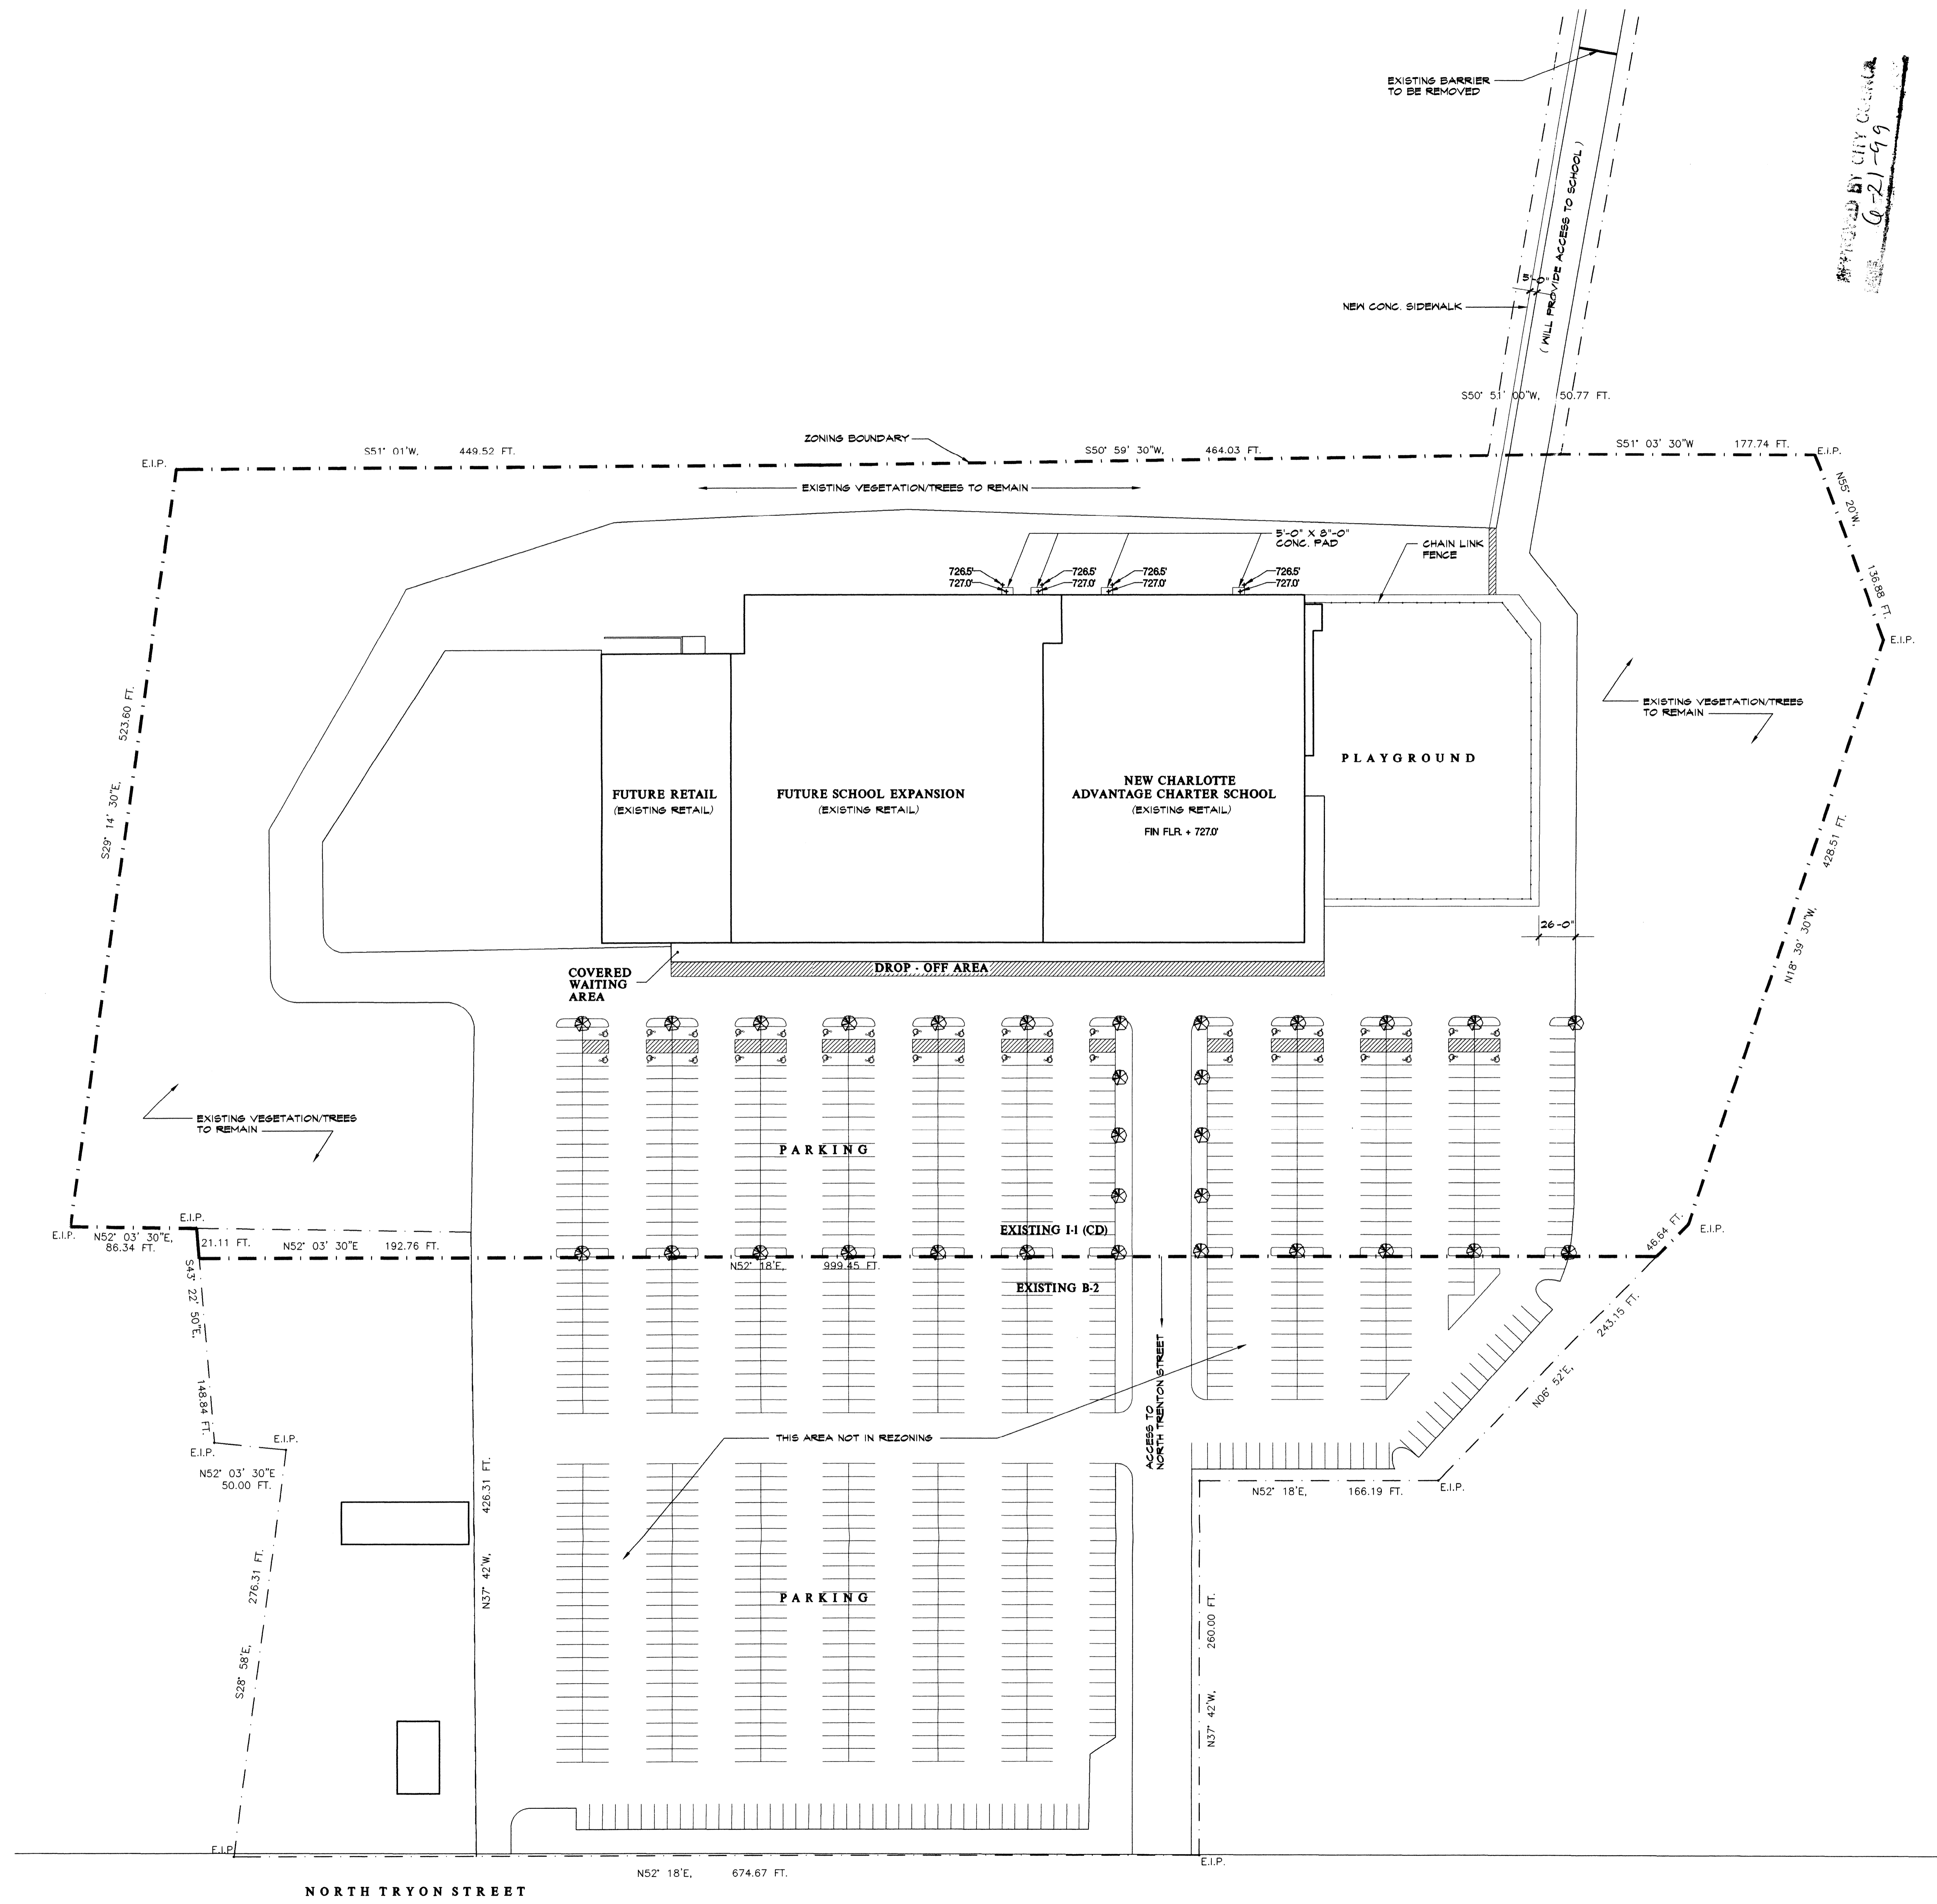 EXISTING BARRIER
TO BE REMOVED
BY CITY
6-21-99
( WILL PROVIDE ACCESS TO SCHOOL )
5'-0"
NEW CONC. SIDEWALK
S50° 51' 00"W, 50.77 FT.
ZONING BOUNDARY
S51° 01'W, 449.52 FT.
S50° 59' 30"W, 464.03 FT.
S51° 03' 30"W 177.74 FT.
E.I.P.
E.I.P.
EXISTING VEGETATION/TREES TO REMAIN
N55° 20'W,
136.88 FT.
5'-0" X 8"-0"
CONC. PAD
CHAIN LINK
FENCE
726.5'
727.0'
726.5'
727.0'
726.5'
727.0'
726.5'
727.0'
E.I.P.
523.60 FT.
S29° 14' 30"E,
EXISTING VEGETATION/TREES
TO REMAIN
PLAYGROUND
FUTURE RETAIL
(EXISTING RETAIL)
FUTURE SCHOOL EXPANSION
(EXISTING RETAIL)
NEW CHARLOTTE
ADVANTAGE CHARTER SCHOOL
(EXISTING RETAIL)
FIN FLR. + 727.0'
428.51 FT.
N18° 39' 30"W,
26-0"
COVERED
WAITING
AREA
DROP - OFF AREA
EXISTING VEGETATION/TREES
TO REMAIN
PARKING
E.I.P.
E.I.P.
N52° 03' 30"E,
86.34 FT.
21.11 FT.
N52° 03' 30"E 192.76 FT.
EXISTING I-1 (CD)
46.64 FT.
E.I.P.
N52° 18'E, 999.45 FT.
EXISTING B-2
S43° 22' 50"E,
148.84 FT.
243.15 FT.
N06° 52'E,
ACCESS TO
NORTH TRENTON STREET
THIS AREA NOT IN REZONING
E.I.P.
E.I.P.
N52° 03' 30"E
50.00 FT.
426.31 FT.
N37° 42'W,
N52° 18'E, 166.19 FT.
E.I.P.
276.31 FT.
S28° 58'E,
PARKING
260.00 FT.
N37° 42'W,
E.I.P.
E.I.P.
N52° 18'E, 674.67 FT.
NORTH TRYON STREET